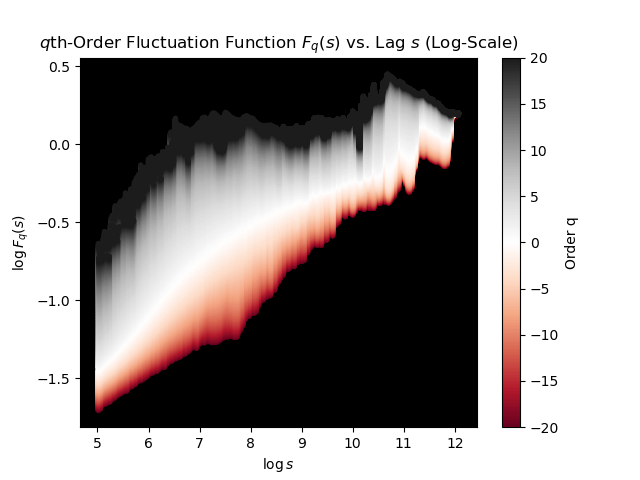 qth-Order Fluctuation Function F_q(s) vs. Lag s (Log-Scale)
0.5
0.0
−0.5
−1.0
−1.5
log F_q(s)
5 6 7 8 9 10 11 12
log s
20
15
10
5
0
−5
−10
−15
−20
Order q